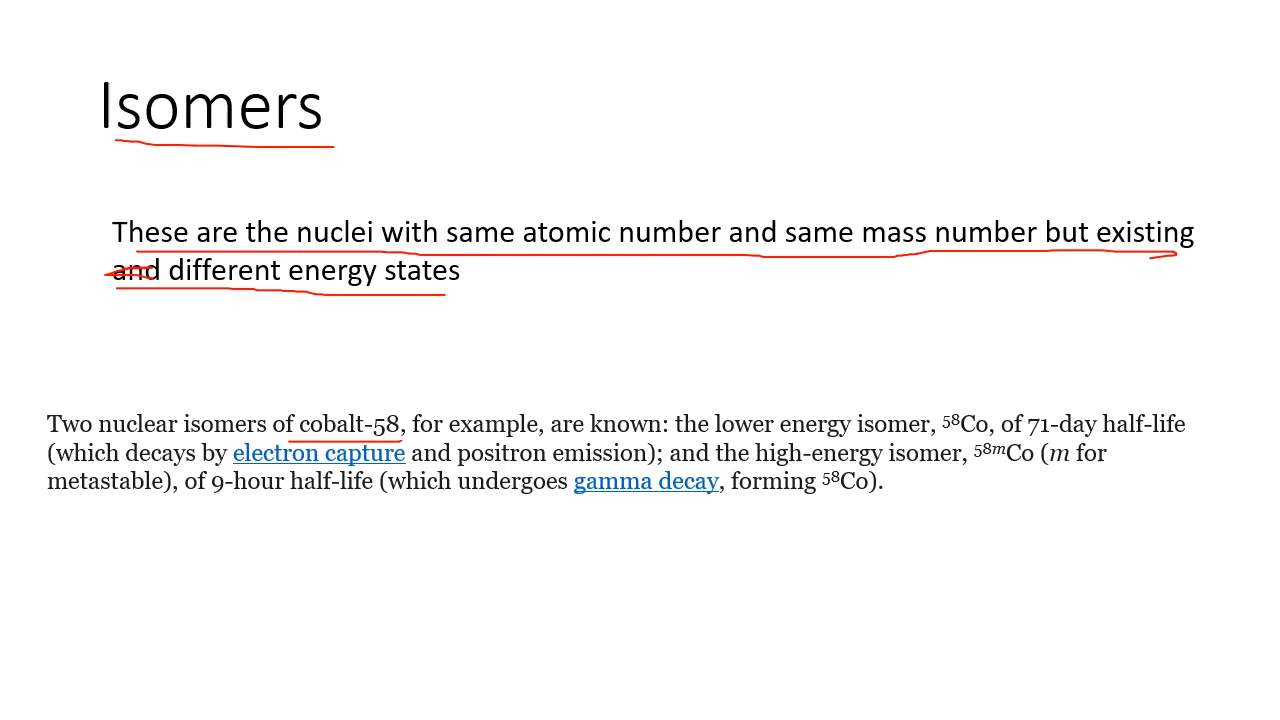 Isomers
These are the nuclei with same atomic number and same mass number but existing
and different energy states
Two nuclear isomers of cobalt-58, for example, are known: the lower energy isomer, ⁵⁸Co, of 71-day half-life
(which decays by electron capture and positron emission); and the high-energy isomer, ⁵⁸ᵐCo (m for
metastable), of 9-hour half-life (which undergoes gamma decay, forming ⁵⁸Co).